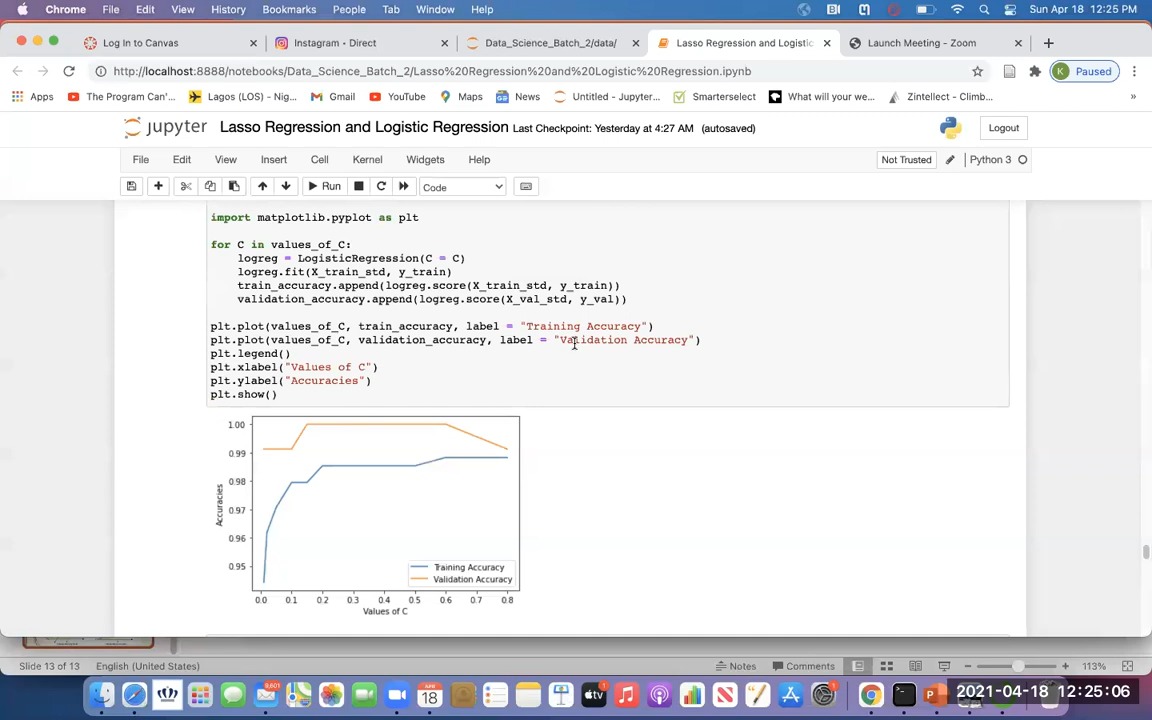 Chrome File Edit View History Bookmarks People Tab Window Help Sun Apr 18 12:25 PM
Log In to Canvas Instagram • Direct Data_Science_Batch_2/data/ Lasso Regression and Logistic Launch Meeting - Zoom
http://localhost:8888/notebooks/Data_Science_Batch_2/Lasso%20Regression%20and%20Logistic%20Regression.ipynb K Paused
Apps The Program Can'... Lagos (LOS) - Nig... Gmail YouTube Maps News Untitled - Jupyter... Smarterselect What will your we... Zintellect - Climb... »
jupyter Lasso Regression and Logistic Regression Last Checkpoint: Yesterday at 4:27 AM (autosaved) Logout
File Edit View Insert Cell Kernel Widgets Help Not Trusted Python 3
Run Code
import matplotlib.pyplot as plt
for C in values_of_C:
logreg = LogisticRegression(C = C)
logreg.fit(X_train_std, y_train)
train_accuracy.append(logreg.score(X_train_std, y_train))
validation_accuracy.append(logreg.score(X_val_std, y_val))
plt.plot(values_of_C, train_accuracy, label = "Training Accuracy")
plt.plot(values_of_C, validation_accuracy, label = "Validation Accuracy")
plt.legend()
plt.xlabel("Values of C")
plt.ylabel("Accuracies")
plt.show()
1.00
0.99
0.98
0.97
0.96
0.95
Accuracies
Training Accuracy
Validation Accuracy
0.0 0.1 0.2 0.3 0.4 0.5 0.6 0.7 0.8
Values of C
Slide 13 of 13 English (United States) Notes Comments 113%
9,601 APR 18 tv 1 2021-04-18 12:25:06